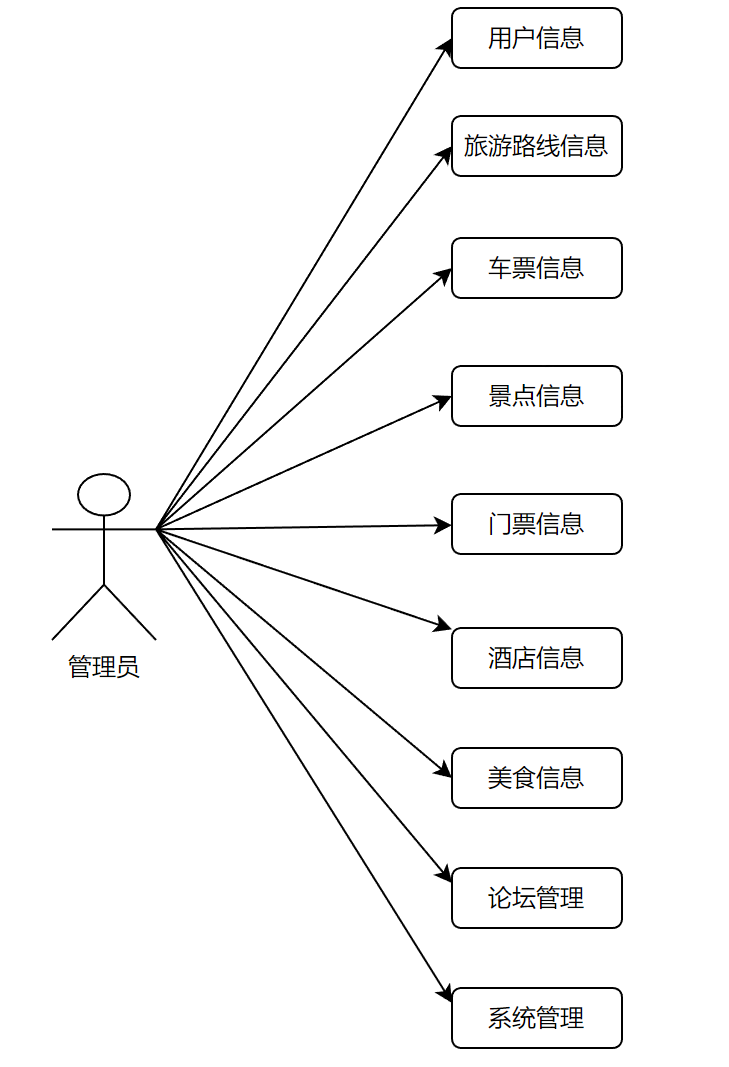 用户信息
旅游路线信息
车票信息
景点信息
门票信息
酒店信息
管理员
美食信息
论坛管理
系统管理